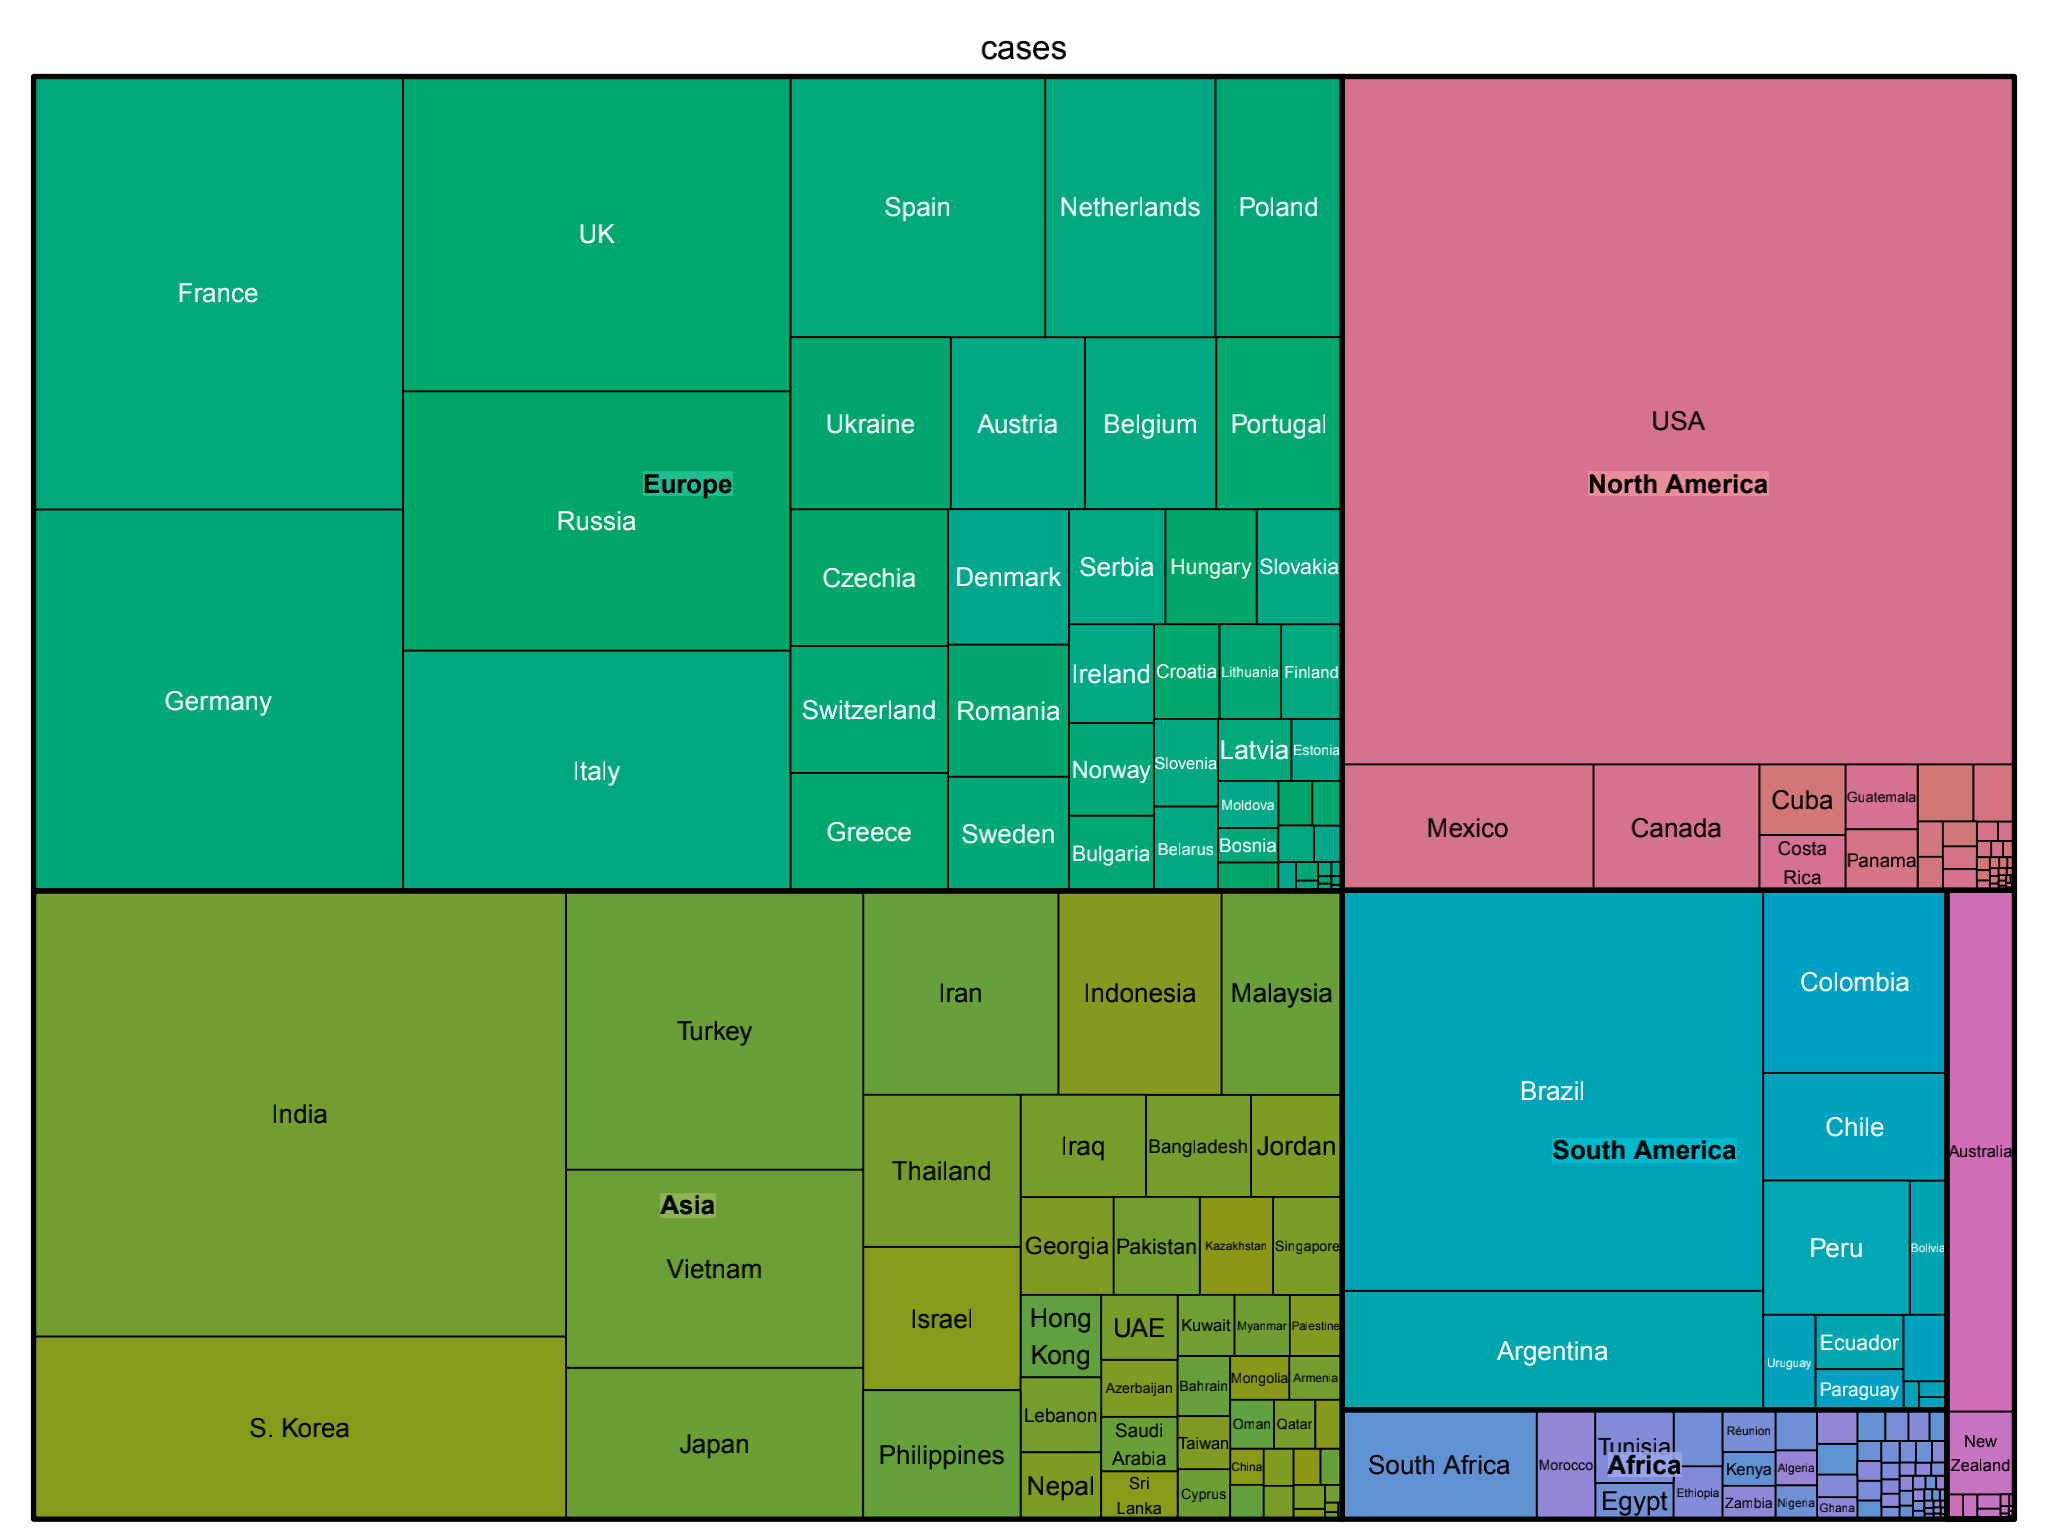 cases
France
UK
Spain
Netherlands
Poland
Ukraine
Austria
Belgium
Portugal
Europe
Russia
Germany
Italy
Czechia
Denmark
Serbia
Hungary
Slovakia
Switzerland
Romania
Ireland
Croatia
Lithuania
Finland
Norway
Slovenia
Latvia
Estonia
Greece
Sweden
Bulgaria
Belarus
Moldova
Bosnia
USA
North America
Mexico
Canada
Cuba
Costa
Rica
Guatemala
Panama
India
S. Korea
Turkey
Asia
Vietnam
Japan
Iran
Indonesia
Malaysia
Thailand
Iraq
Bangladesh
Jordan
Georgia
Pakistan
Kazakhstan
Singapore
Israel
Philippines
Hong
Kong
UAE
Kuwait
Myanmar
Palestine
Lebanon
Azerbaijan
Bahrain
Mongolia
Armenia
Nepal
Saudi
Arabia
Sri
Lanka
Taiwan
Oman
Qatar
Cyprus
China
Brazil
Colombia
Chile
South America
Peru
Bolivia
Argentina
Uruguay
Ecuador
Paraguay
Australia
New
Zealand
South Africa
Morocco
Tunisia
Africa
Egypt
Ethiopia
Réunion
Kenya
Zambia
Algeria
Nigeria
Ghana